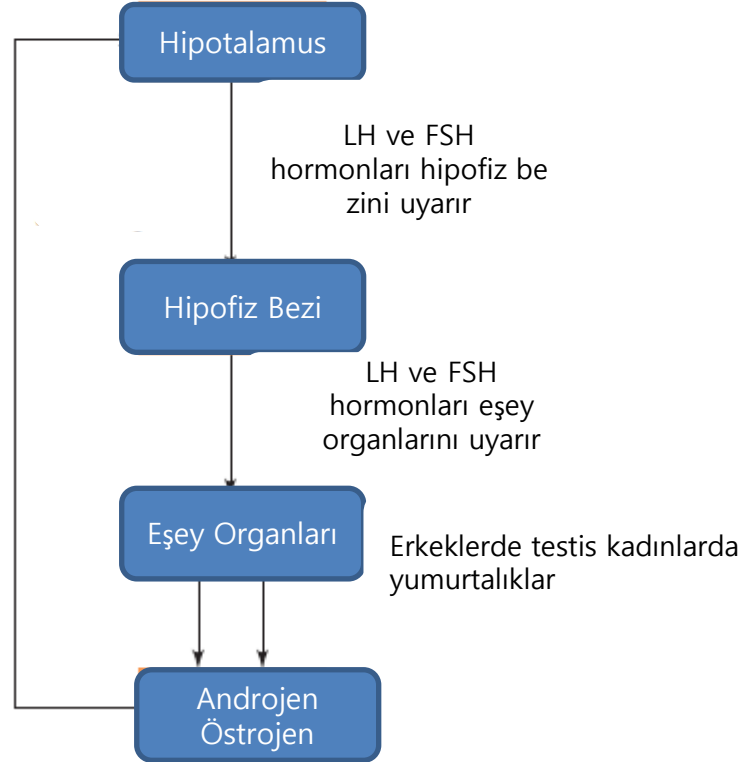 Hipotalamus
LH ve FSH
hormonları hipofiz be
zini uyarır
Hipofiz Bezi
LH ve FSH
hormonları eşey
organlarını uyarır
Eşey Organları
Erkeklerde testis kadınlarda
yumurtalıklar
Androjen
Östrojen